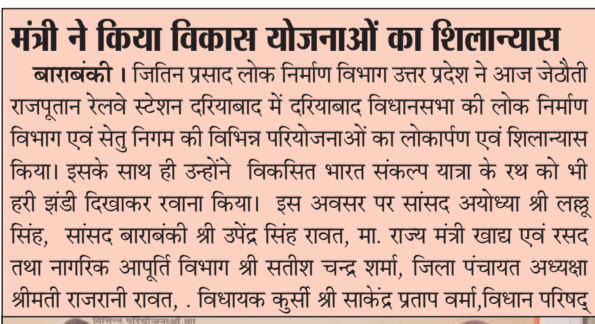 मंत्री ने किया विकास योजनाओं का शिलान्यास
बाराबंकी । जितिन प्रसाद लोक निर्माण विभाग उत्तर प्रदेश ने आज जेठौती
राजपूतान रेलवे स्टेशन दरियाबाद में दरियाबाद विधानसभा की लोक निर्माण
विभाग एवं सेतु निगम की विभिन्न परियोजनाओं का लोकार्पण एवं शिलान्यास
किया। इसके साथ ही उन्होंने विकसित भारत संकल्प यात्रा के रथ को भी
हरी झंडी दिखाकर रवाना किया। इस अवसर पर सांसद अयोध्या श्री लल्लू
सिंह, सांसद बाराबंकी श्री उपेंद्र सिंह रावत, मा. राज्य मंत्री खाद्य एवं रसद
तथा नागरिक आपूर्ति विभाग श्री सतीश चन्द्र शर्मा, जिला पंचायत अध्यक्षा
श्रीमती राजरानी रावत, . विधायक कुर्सी श्री साकेंद्र प्रताप वर्मा,विधान परिषद्